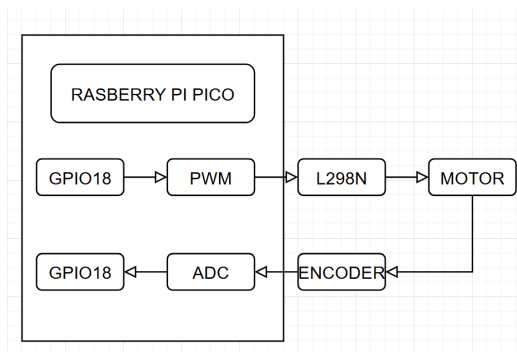 RASBERRY PI PICO
GPIO18
PWM
L298N
MOTOR
GPIO18
ADC
ENCODER